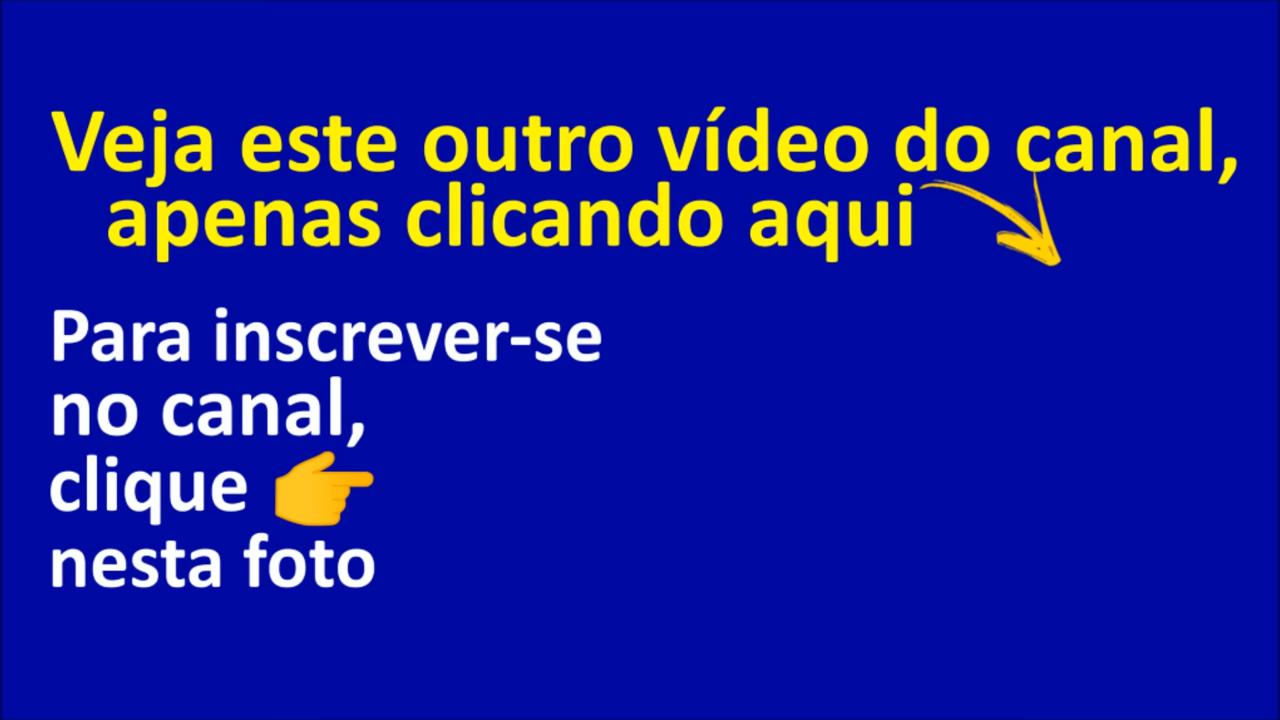 Veja este outro vídeo do canal,
apenas clicando aqui
Para inscrever-se
no canal,
clique 👉
nesta foto